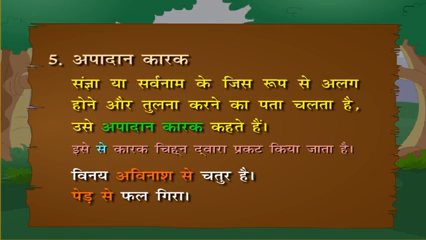 5. अपादान कारक
संज्ञा या सर्वनाम के जिस रूप से अलग
होने और तुलना करने का पता चलता है,
उसे अपादान कारक कहते हैं।
इसे से कारक चिह्न द्वारा प्रकट किया जाता है।
विनय अविनाश से चतुर है।
पेड़ से फल गिरा।